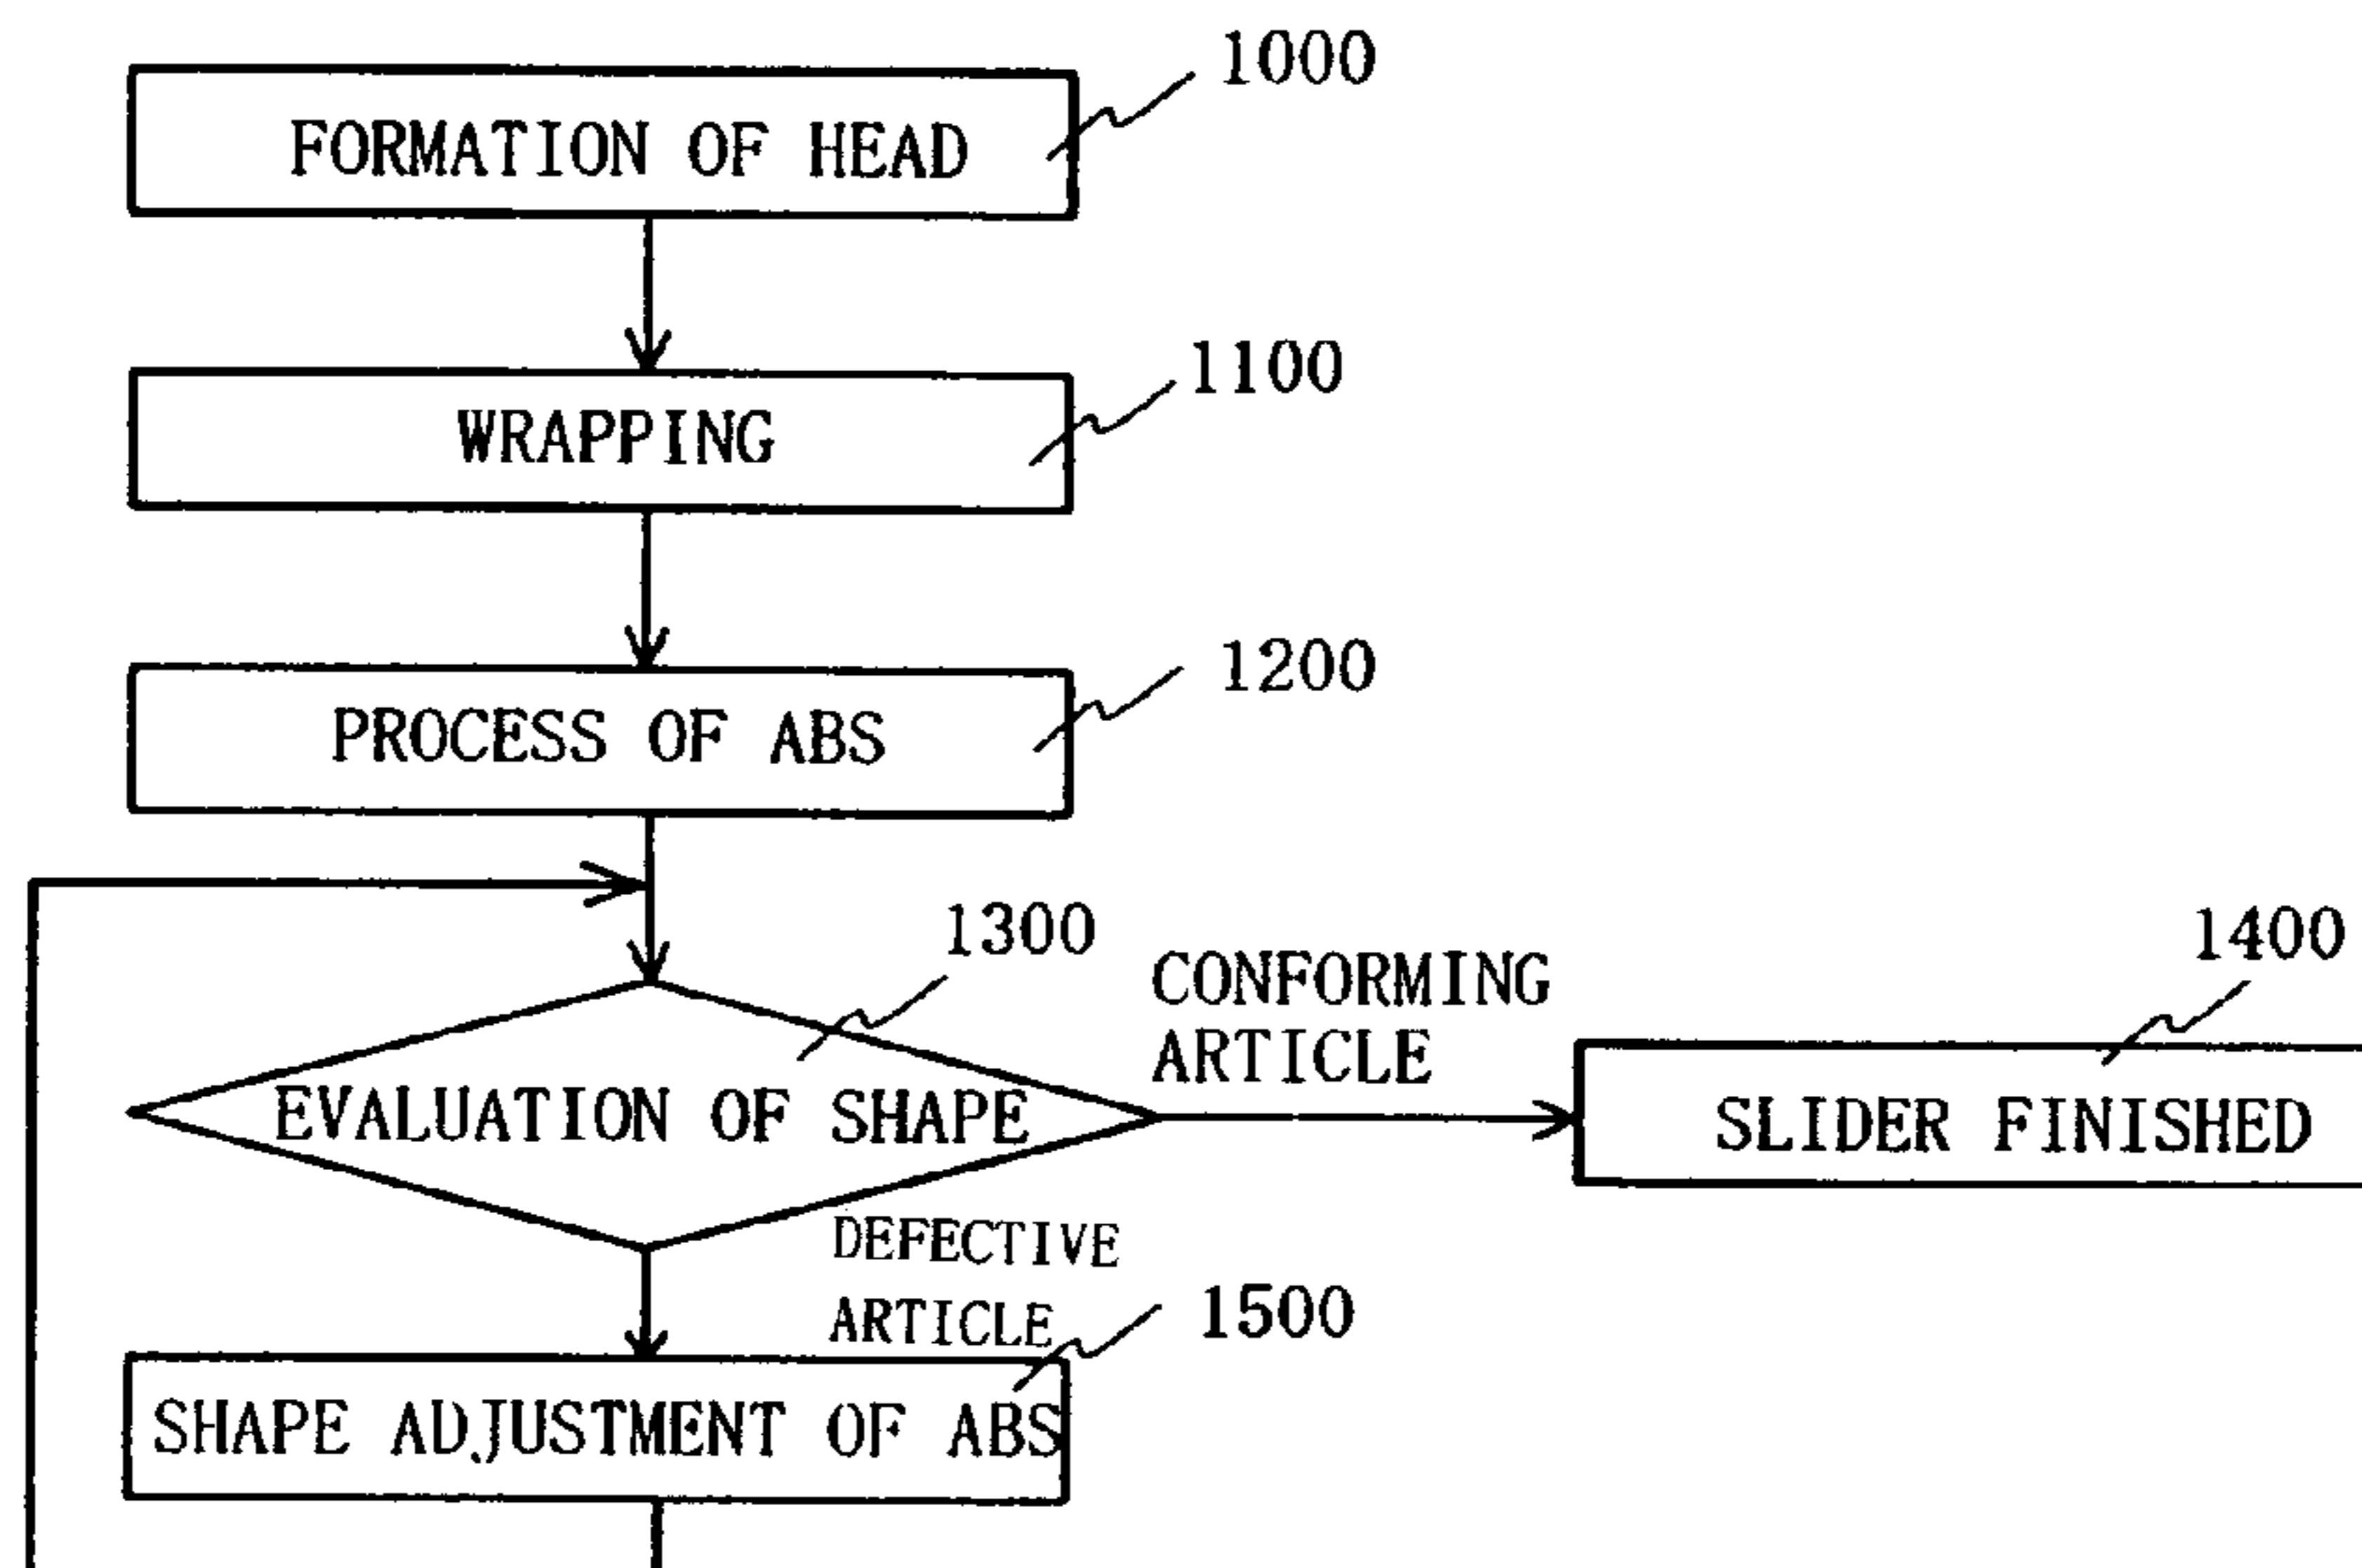 1000
FORMATION OF HEAD
1100
WRAPPING
1200
PROCESS OF ABS
1300
CONFORMING
ARTICLE
1400
EVALUATION OF SHAPE
SLIDER FINISHED
DEFECTIVE
ARTICLE
1500
SHAPE ADJUSTMENT OF ABS